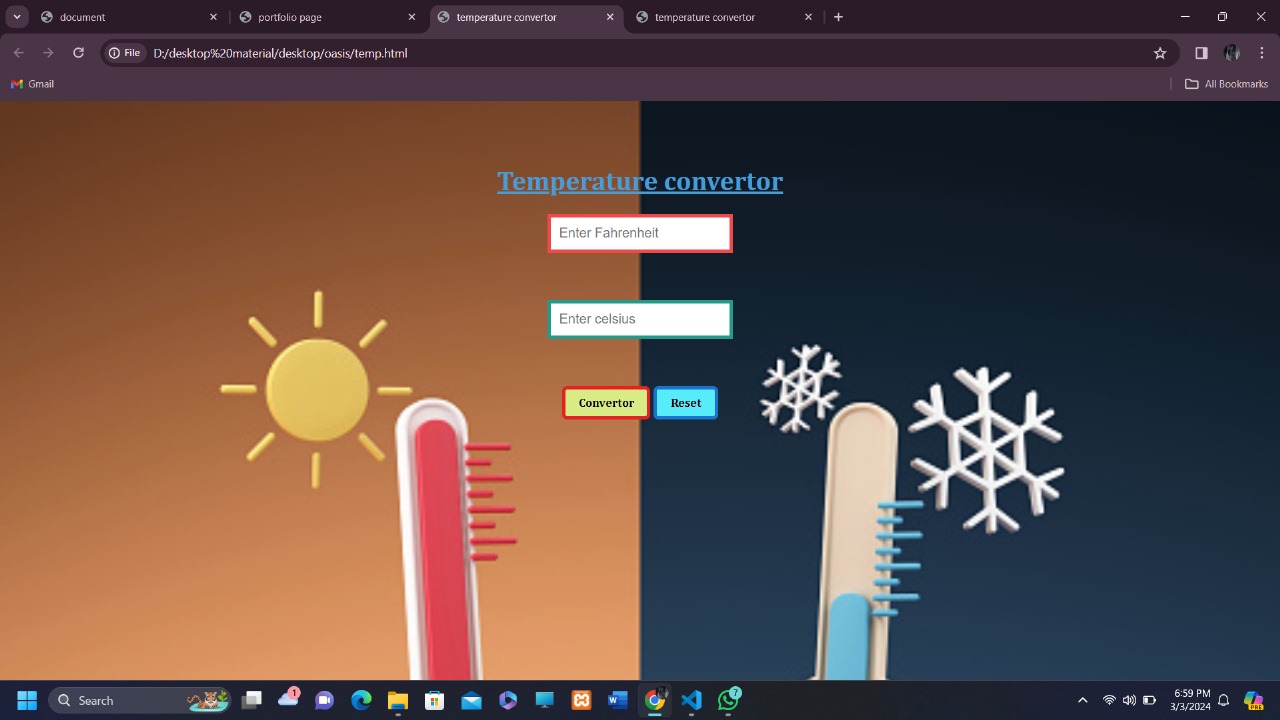 document
portfolio page
temperature convertor
temperature convertor
File
D:/desktop%20material/desktop/oasis/temp.html
Gmail
All Bookmarks
Temperature convertor
Enter Fahrenheit
Enter celsius
Convertor
Reset
Search
1
W
7
6:59 PM
3/3/2024
PRE